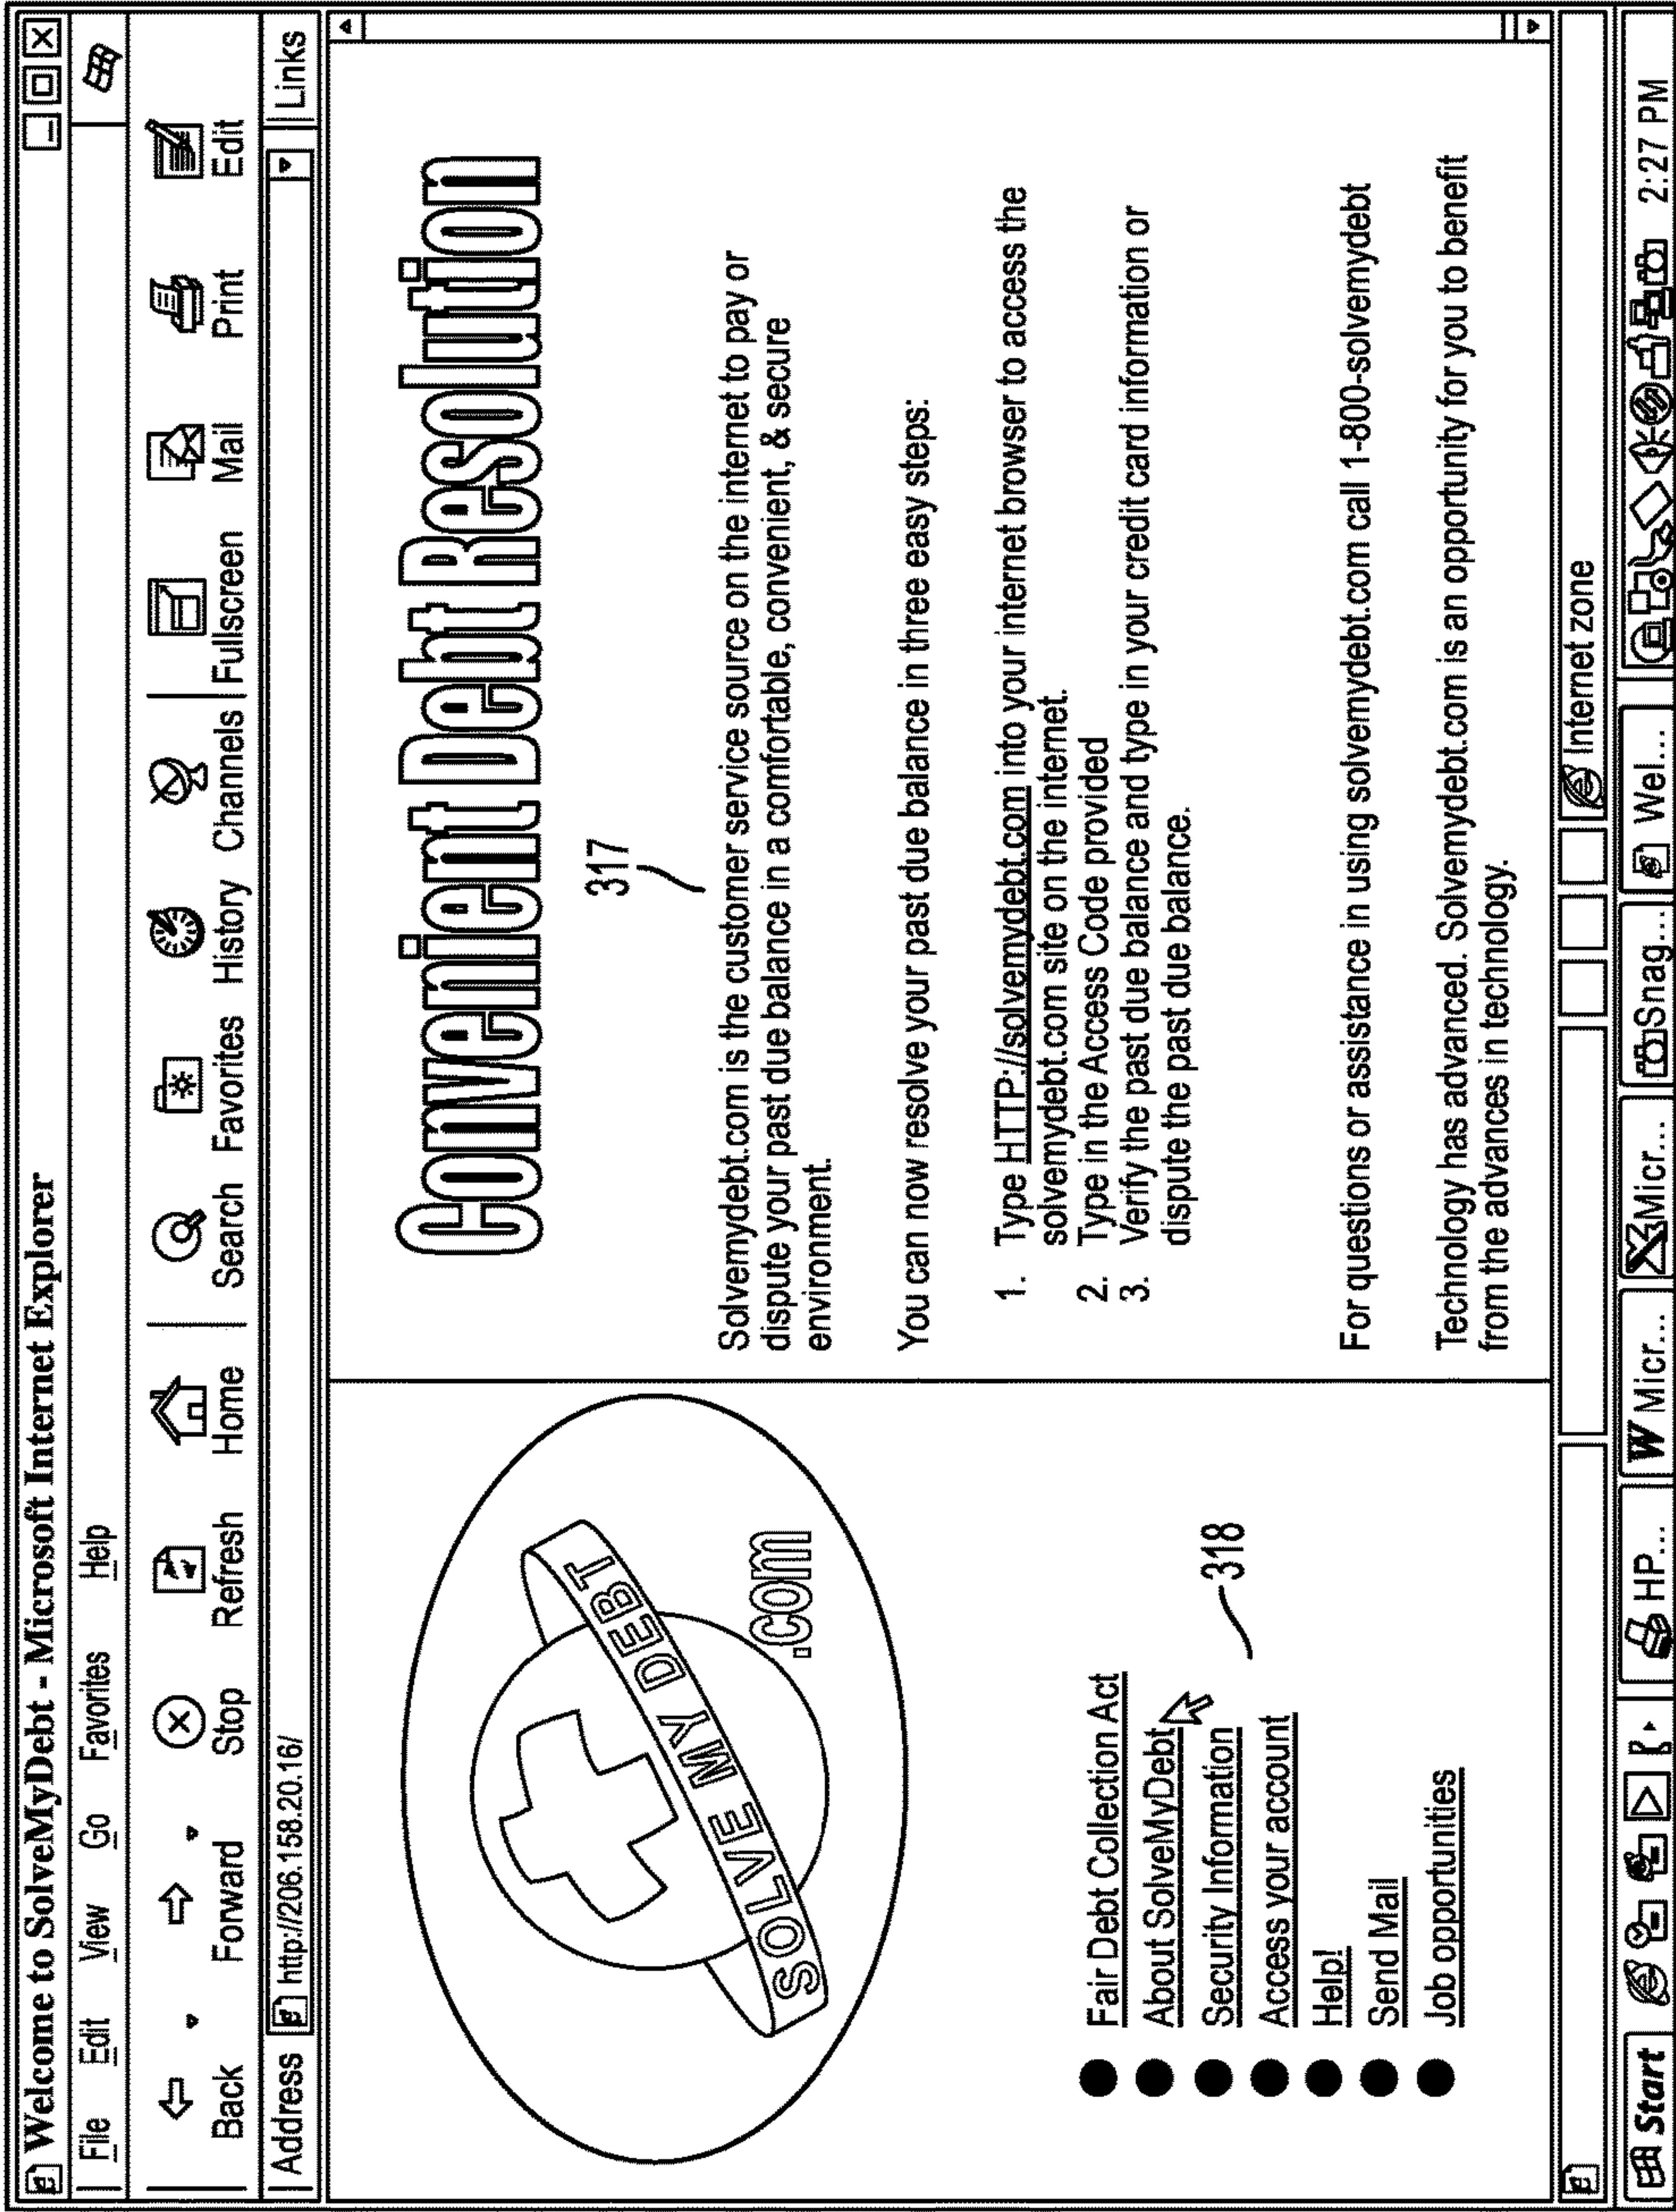 Welcome to SolveMyDebt - Microsoft Internet Explorer
File Edit View Go Favorites Help
Back Forward Stop Refresh Home Search Favorites History Channels Fullscreen Mail Print Edit
Address http://206.158.20.16/ Links
SOLVE MY DEBT
.com
Fair Debt Collection Act
About SolveMyDebt
Security Information
Access your account
Help!
Send Mail
Job opportunities
318
Convenient Debt Resolution
317
Solvemydebt.com is the customer service source on the internet to pay or
dispute your past due balance in a comfortable, convenient, & secure
environment.
You can now resolve your past due balance in three easy steps:
1. Type HTTP://solvemydebt.com into your internet browser to access the
solvemydebt.com site on the internet.
2. Type in the Access Code provided
3. Verify the past due balance and type in your credit card information or
dispute the past due balance.
For questions or assistance in using solvemydebt.com call 1-800-solvemydebt
Technology has advanced. Solvemydebt.com is an opportunity for you to benefit
from the advances in technology.
Internet zone
Start HP... W Micr... Micr... Snag... Wel... 2:27 PM